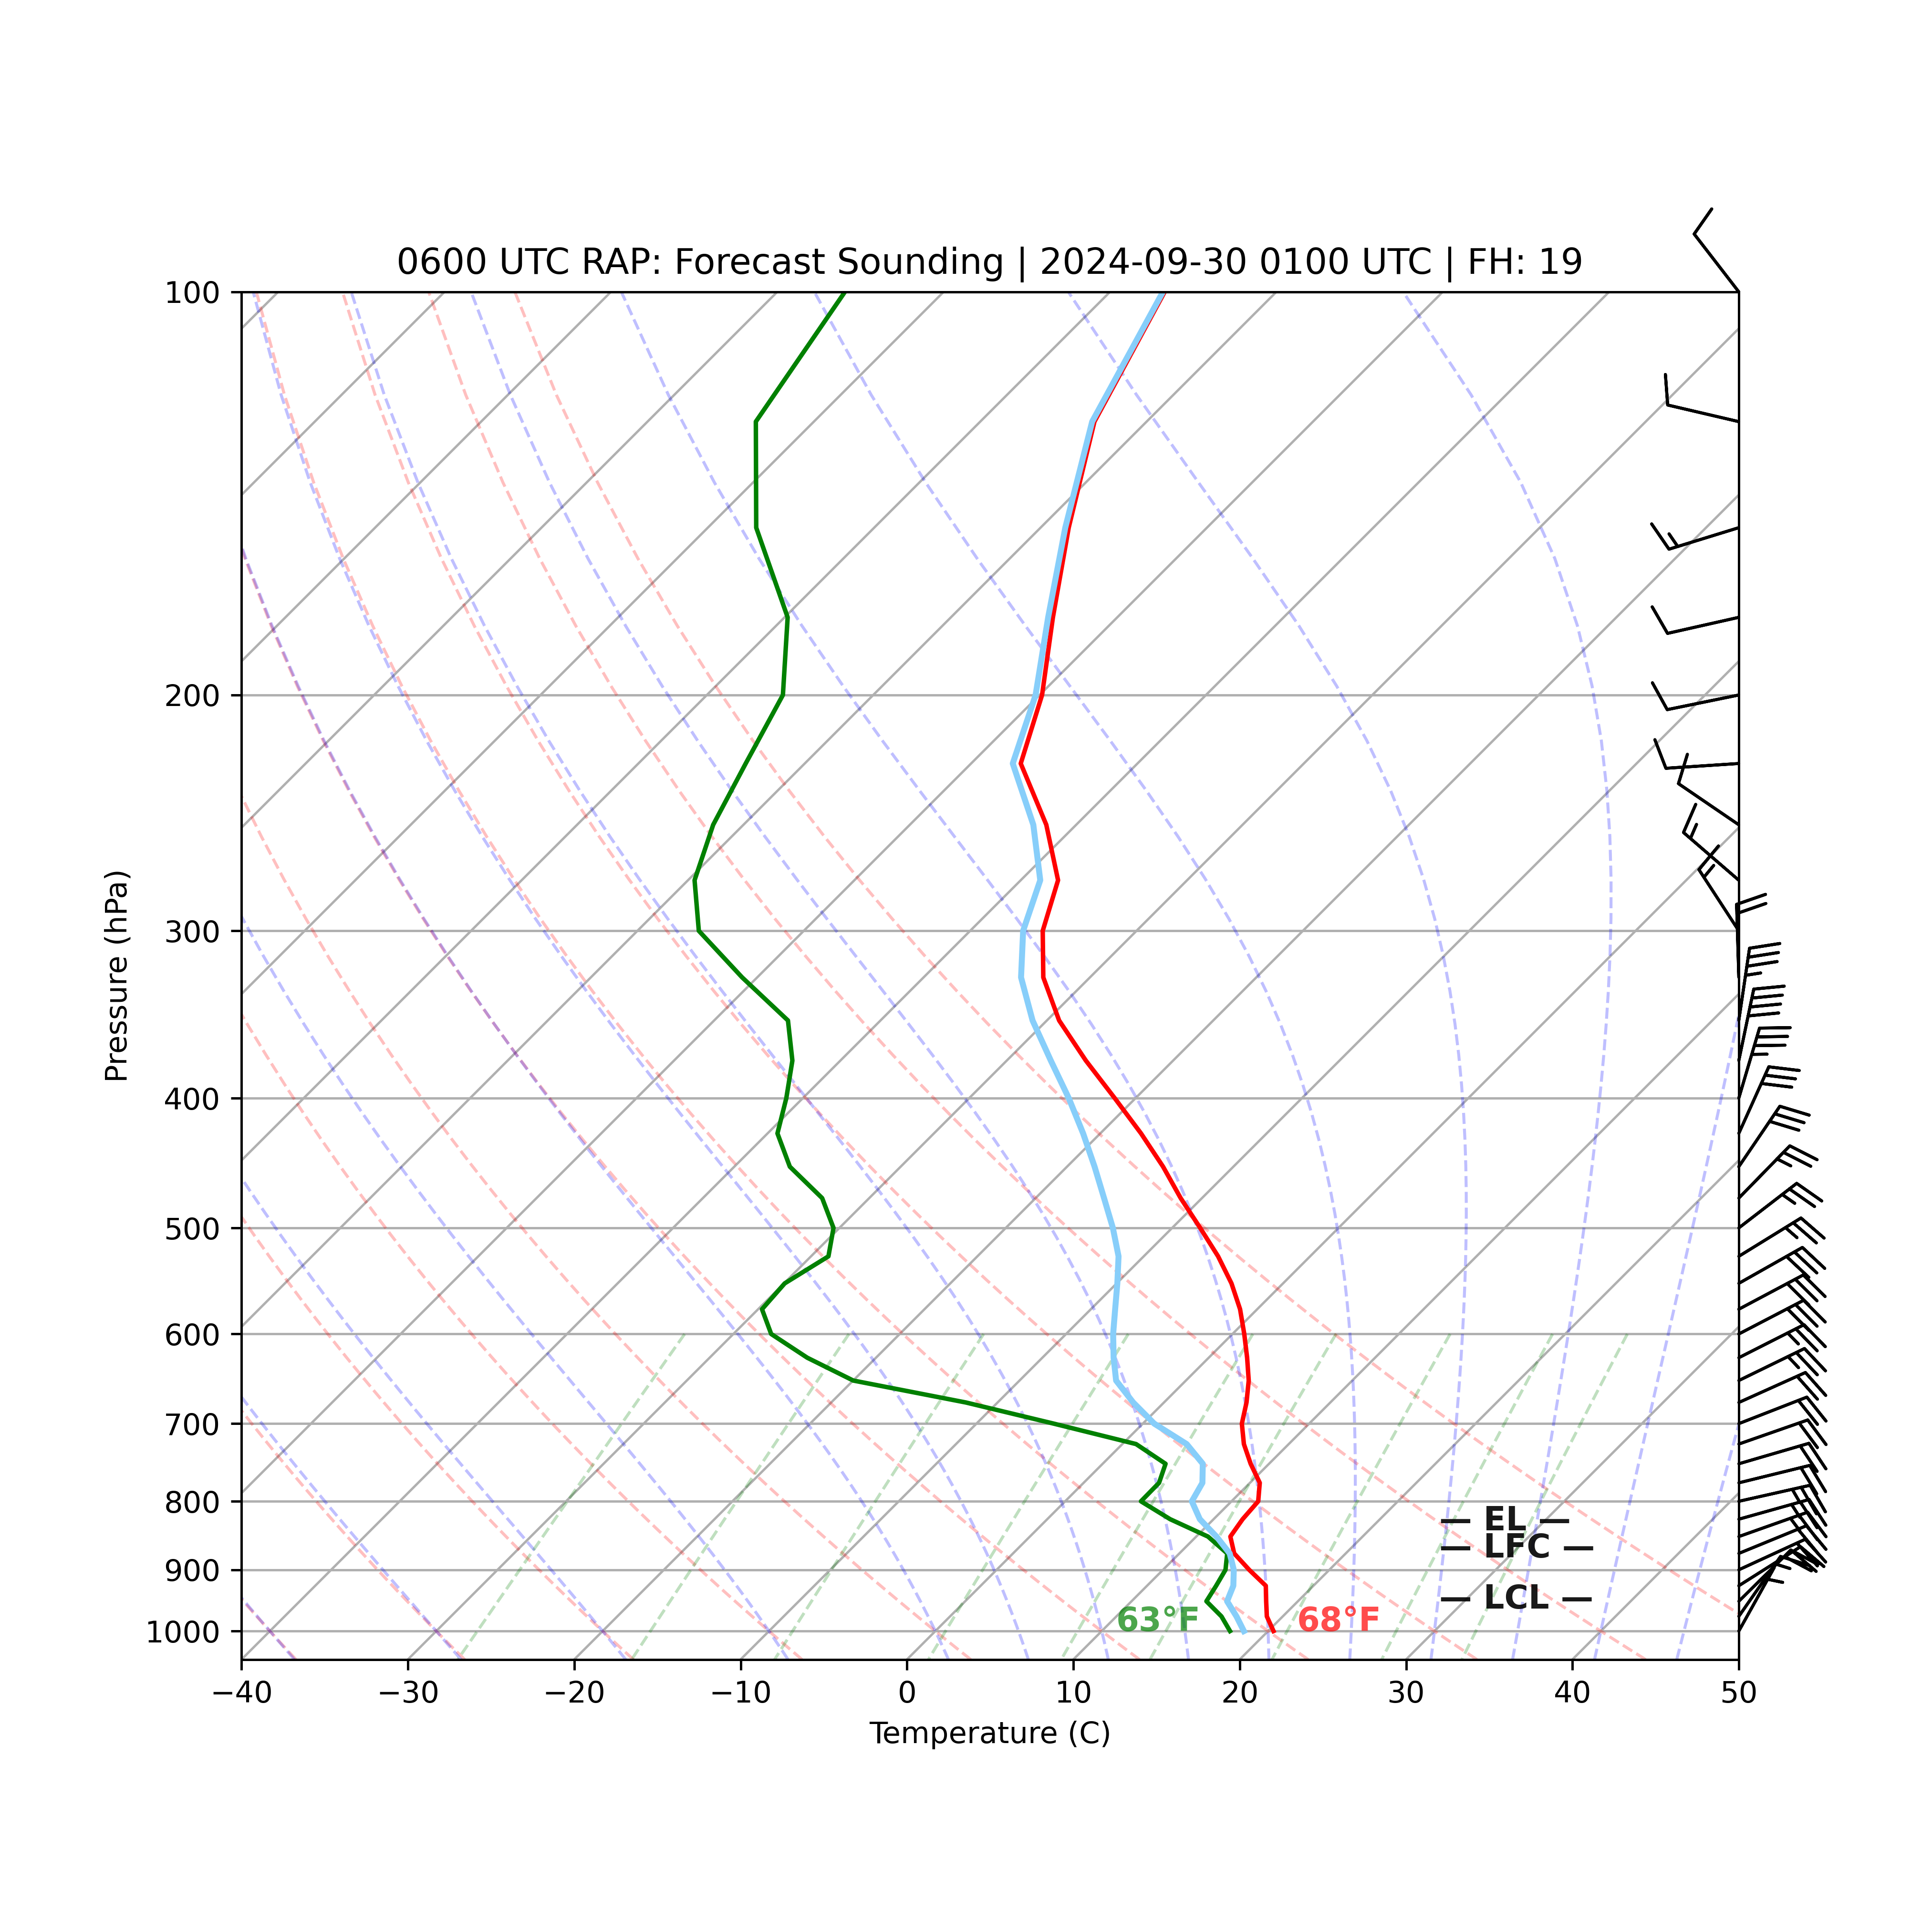 0600 UTC RAP: Forecast Sounding | 2024-09-30 0100 UTC | FH: 19
100
200
300
400
500
600
700
800
900
1000
Pressure (hPa)
— EL —
— LFC —
— LCL —
63°F
68°F
−40 −30 −20 −10 0 10 20 30 40 50
Temperature (C)